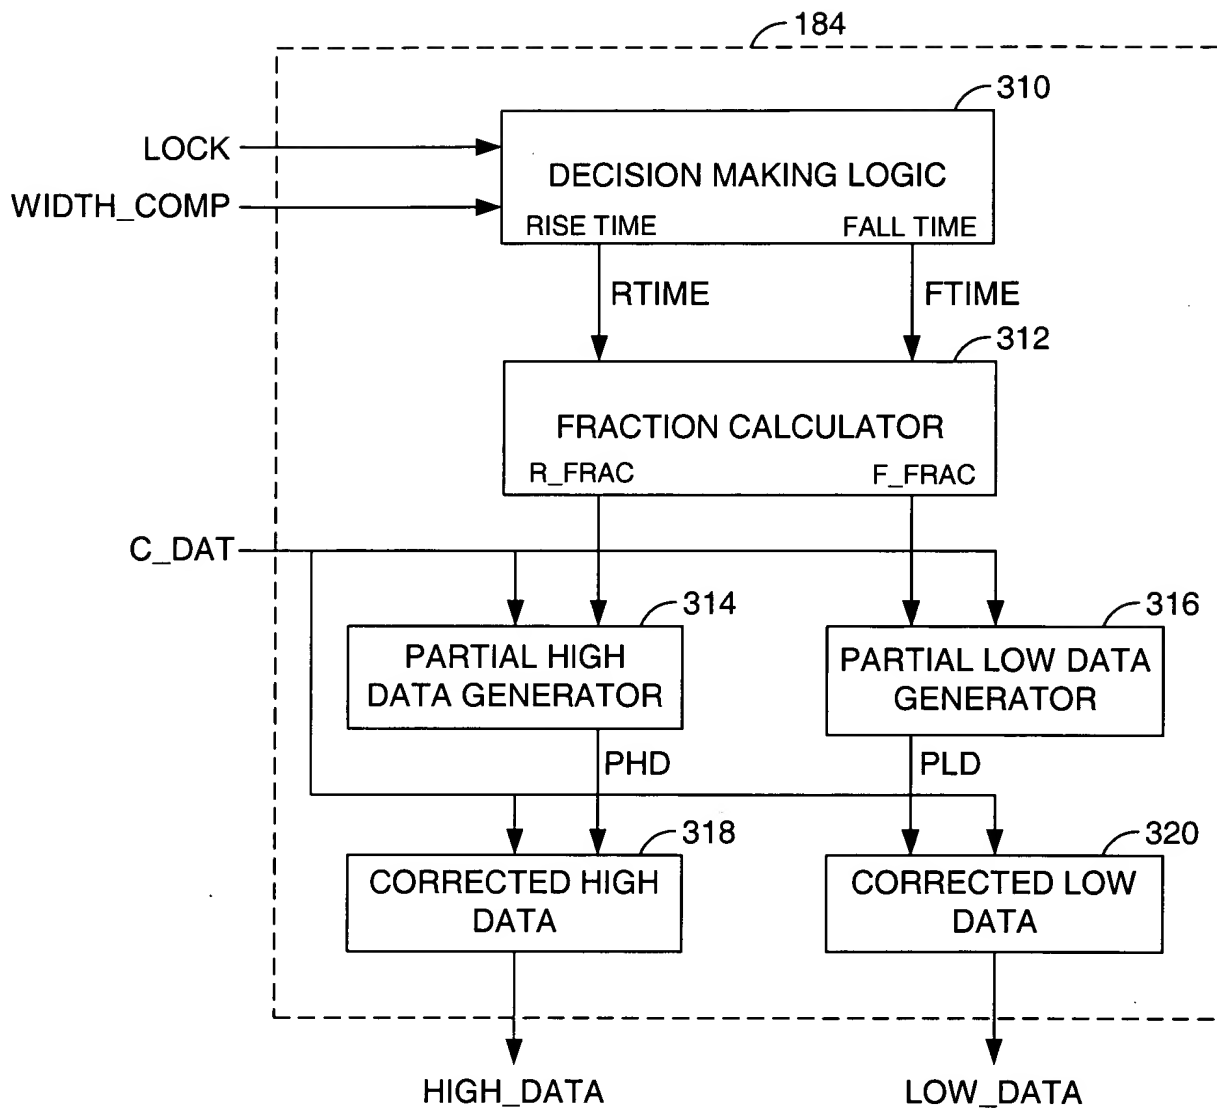 184
310
LOCK
DECISION MAKING LOGIC
WIDTH_COMP
RISE TIME
FALL TIME
RTIME
FTIME
312
FRACTION CALCULATOR
R_FRAC
F_FRAC
C_DAT
314
316
PARTIAL HIGH
DATA GENERATOR
PARTIAL LOW DATA
GENERATOR
PHD
PLD
318
320
CORRECTED HIGH
DATA
CORRECTED LOW
DATA
HIGH_DATA
LOW_DATA